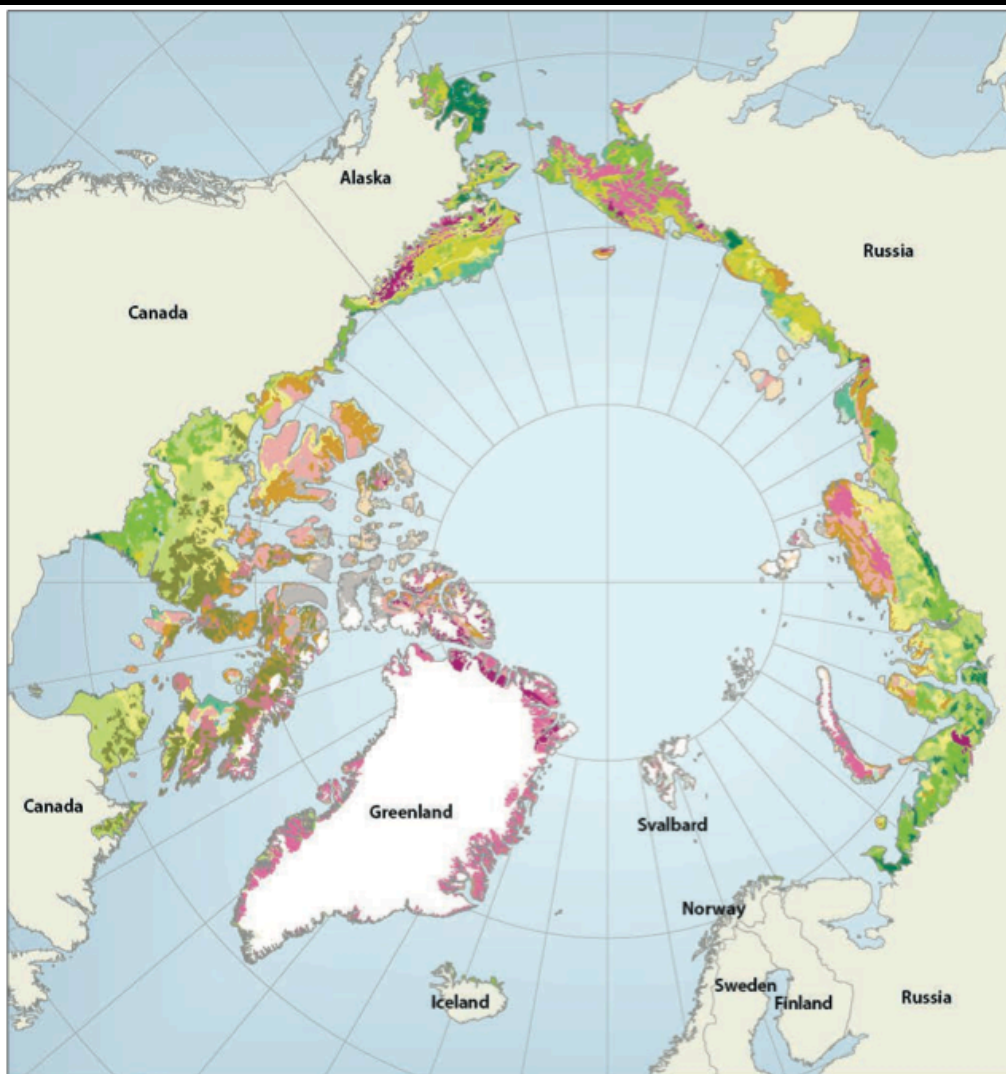 Alaska
Russia
Canada
Canada
Greenland
Svalbard
Norway
Sweden
Finland
Iceland
Russia